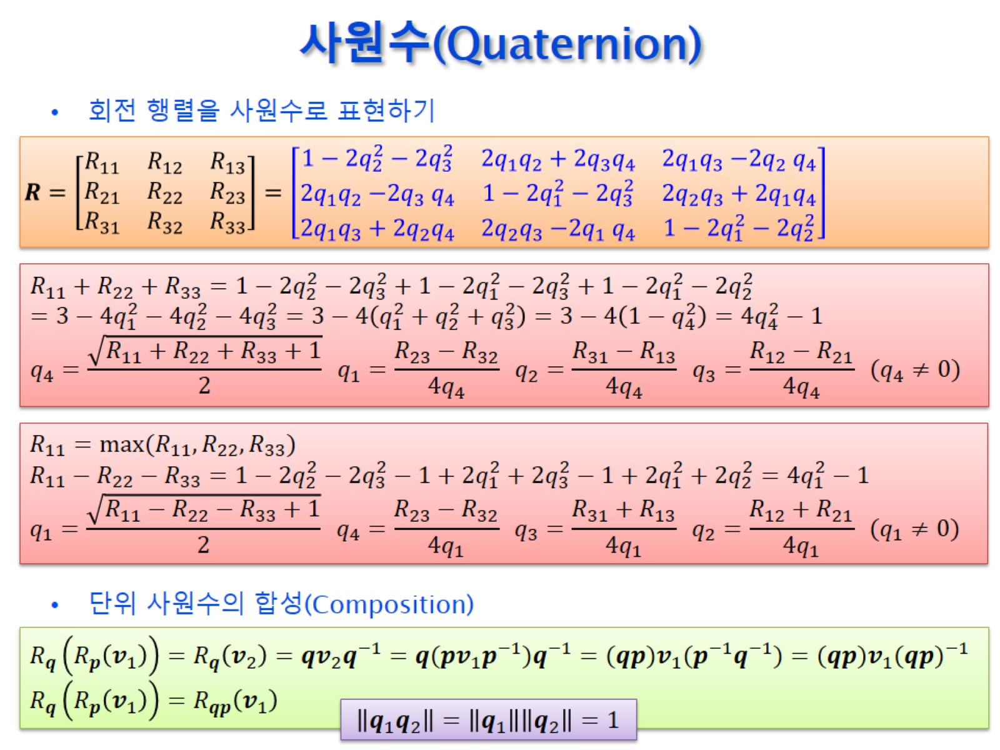 사원수(Quaternion)
• 회전 행렬을 사원수로 표현하기
$\boldsymbol{R} = \begin{bmatrix} R_{11} & R_{12} & R_{13} \\ R_{21} & R_{22} & R_{23} \\ R_{31} & R_{32} & R_{33} \end{bmatrix} = \begin{bmatrix} 1 - 2q_2^2 - 2q_3^2 & 2q_1q_2 + 2q_3q_4 & 2q_1q_3 - 2q_2 q_4 \\ 2q_1q_2 - 2q_3 q_4 & 1 - 2q_1^2 - 2q_3^2 & 2q_2q_3 + 2q_1q_4 \\ 2q_1q_3 + 2q_2q_4 & 2q_2q_3 - 2q_1 q_4 & 1 - 2q_1^2 - 2q_2^2 \end{bmatrix}$
$R_{11} + R_{22} + R_{33} = 1 - 2q_2^2 - 2q_3^2 + 1 - 2q_1^2 - 2q_3^2 + 1 - 2q_1^2 - 2q_2^2$
$= 3 - 4q_1^2 - 4q_2^2 - 4q_3^2 = 3 - 4(q_1^2 + q_2^2 + q_3^2) = 3 - 4(1 - q_4^2) = 4q_4^2 - 1$
$q_4 = \frac{\sqrt{R_{11} + R_{22} + R_{33} + 1}}{2} \quad q_1 = \frac{R_{23} - R_{32}}{4q_4} \quad q_2 = \frac{R_{31} - R_{13}}{4q_4} \quad q_3 = \frac{R_{12} - R_{21}}{4q_4} \quad (q_4 \neq 0)$
$R_{11} = \max(R_{11}, R_{22}, R_{33})$
$R_{11} - R_{22} - R_{33} = 1 - 2q_2^2 - 2q_3^2 - 1 + 2q_1^2 + 2q_3^2 - 1 + 2q_1^2 + 2q_2^2 = 4q_1^2 - 1$
$q_1 = \frac{\sqrt{R_{11} - R_{22} - R_{33} + 1}}{2} \quad q_4 = \frac{R_{23} - R_{32}}{4q_1} \quad q_3 = \frac{R_{31} + R_{13}}{4q_1} \quad q_2 = \frac{R_{12} + R_{21}}{4q_1} \quad (q_1 \neq 0)$
• 단위 사원수의 합성(Composition)
$R_{\boldsymbol{q}}\left(R_{\boldsymbol{p}}(\boldsymbol{v}_1)\right) = R_{\boldsymbol{q}}(\boldsymbol{v}_2) = \boldsymbol{q}\boldsymbol{v}_2\boldsymbol{q}^{-1} = \boldsymbol{q}(\boldsymbol{p}\boldsymbol{v}_1\boldsymbol{p}^{-1})\boldsymbol{q}^{-1} = (\boldsymbol{qp})\boldsymbol{v}_1(\boldsymbol{p}^{-1}\boldsymbol{q}^{-1}) = (\boldsymbol{qp})\boldsymbol{v}_1(\boldsymbol{qp})^{-1}$
$R_{\boldsymbol{q}}\left(R_{\boldsymbol{p}}(\boldsymbol{v}_1)\right) = R_{\boldsymbol{qp}}(\boldsymbol{v}_1)$
$\|\boldsymbol{q}_1\boldsymbol{q}_2\| = \|\boldsymbol{q}_1\|\|\boldsymbol{q}_2\| = 1$